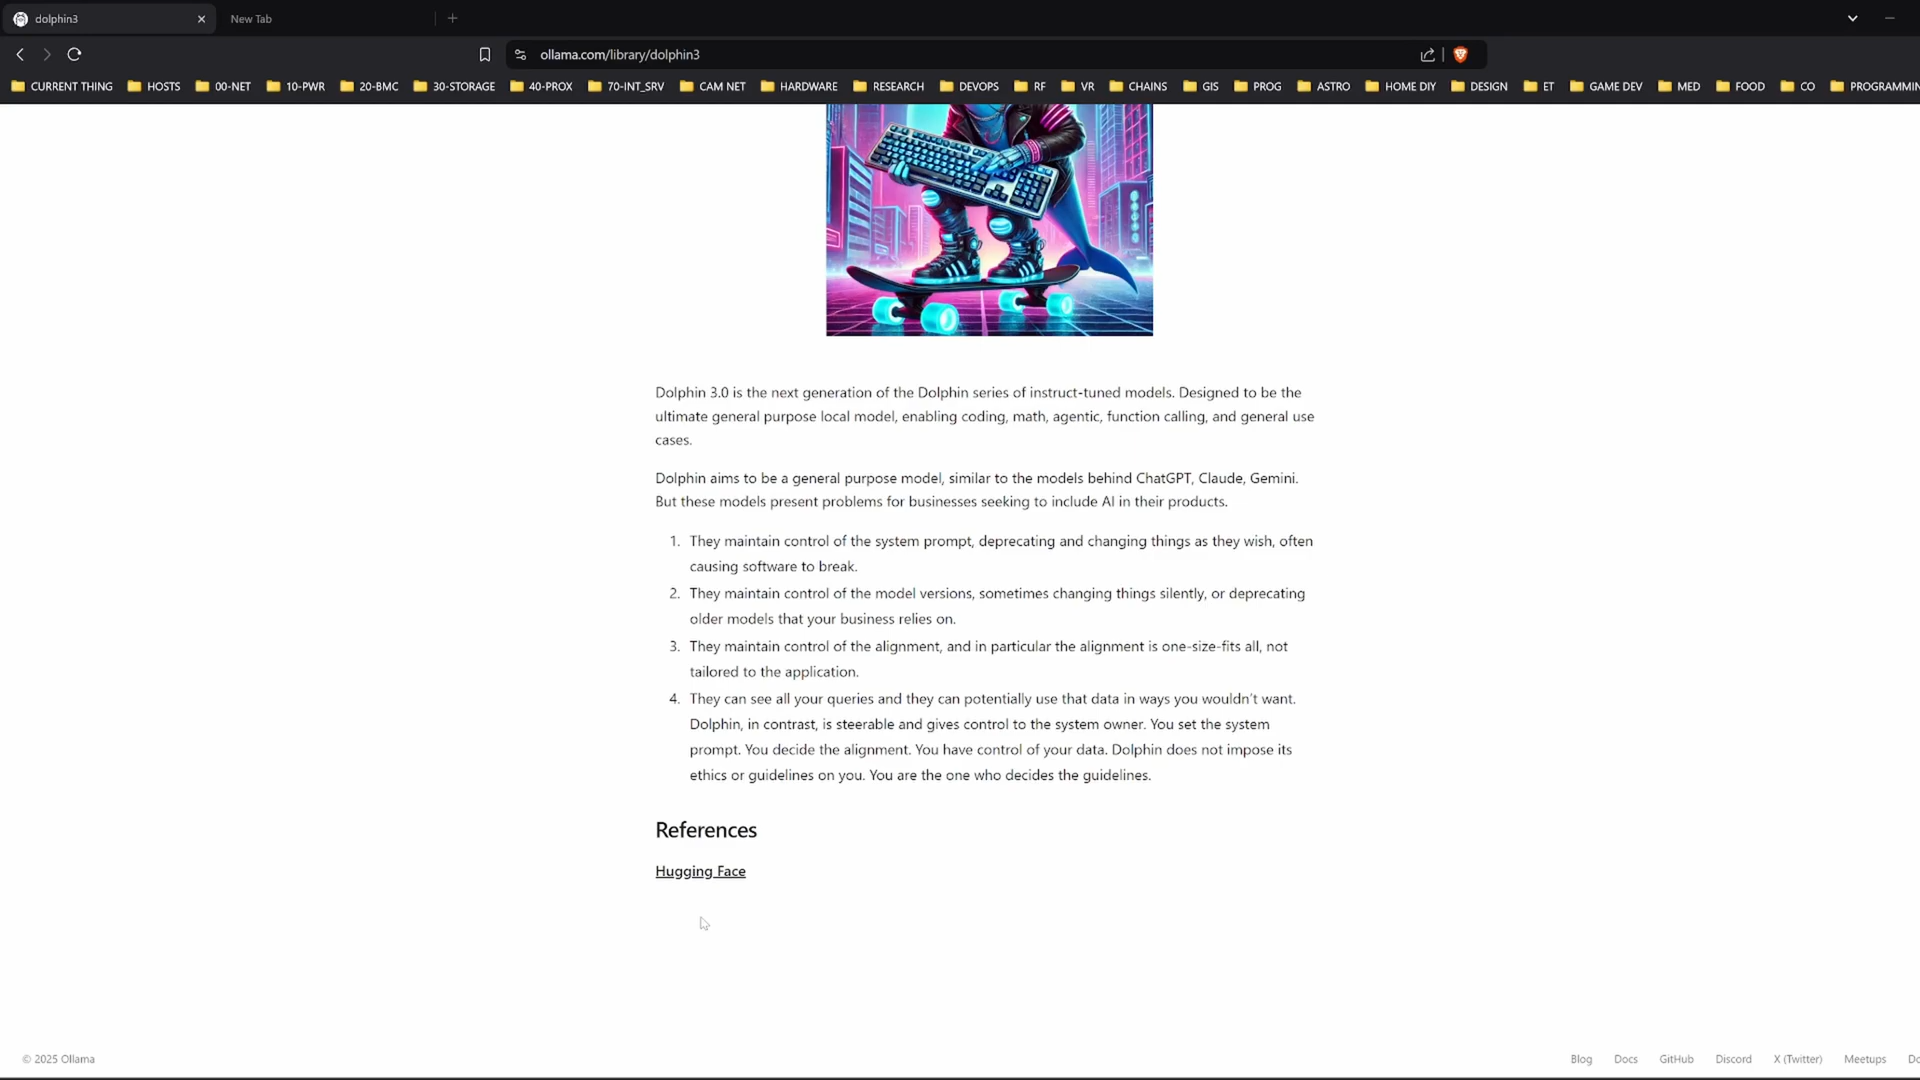 dolphin3
New Tab
ollama.com/library/dolphin3
CURRENT THING HOSTS 00-NET 10-PWR 20-BMC 30-STORAGE 40-PROX 70-INT_SRV CAM NET HARDWARE RESEARCH DEVOPS RF VR CHAINS GIS PROG ASTRO HOME DIY DESIGN ET GAME DEV MED FOOD CO PROGRAMMIN
Dolphin 3.0 is the next generation of the Dolphin series of instruct-tuned models. Designed to be the
ultimate general purpose local model, enabling coding, math, agentic, function calling, and general use
cases.
Dolphin aims to be a general purpose model, similar to the models behind ChatGPT, Claude, Gemini.
But these models present problems for businesses seeking to include AI in their products.
1. They maintain control of the system prompt, deprecating and changing things as they wish, often
causing software to break.
2. They maintain control of the model versions, sometimes changing things silently, or deprecating
older models that your business relies on.
3. They maintain control of the alignment, and in particular the alignment is one-size-fits all, not
tailored to the application.
4. They can see all your queries and they can potentially use that data in ways you wouldn't want.
Dolphin, in contrast, is steerable and gives control to the system owner. You set the system
prompt. You decide the alignment. You have control of your data. Dolphin does not impose its
ethics or guidelines on you. You are the one who decides the guidelines.
References
Hugging Face
© 2025 Ollama
Blog Docs GitHub Discord X (Twitter) Meetups Do